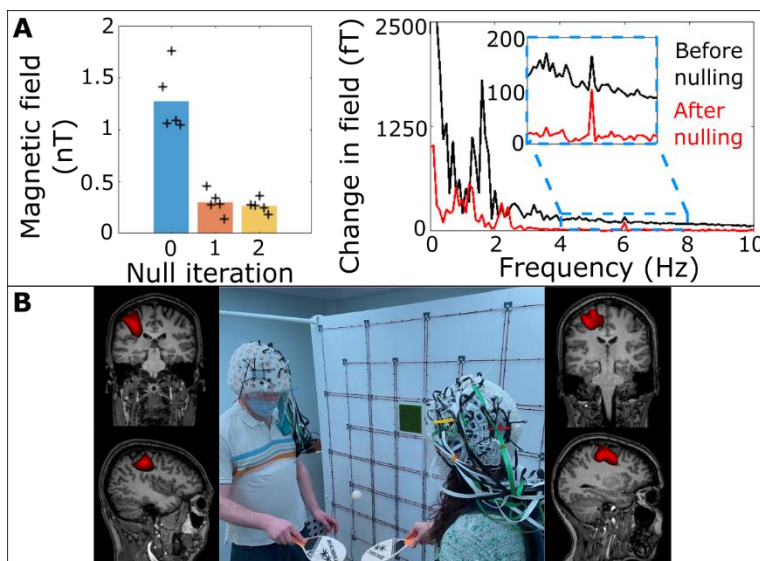 A
Magnetic field
(nT)
2
1.5
1
0.5
0
0
1
2
Null iteration
Change in field (fT)
2500
1250
0
200
100
0
Before
nulling
After
nulling
0
2
4
6
8
10
Frequency (Hz)
B